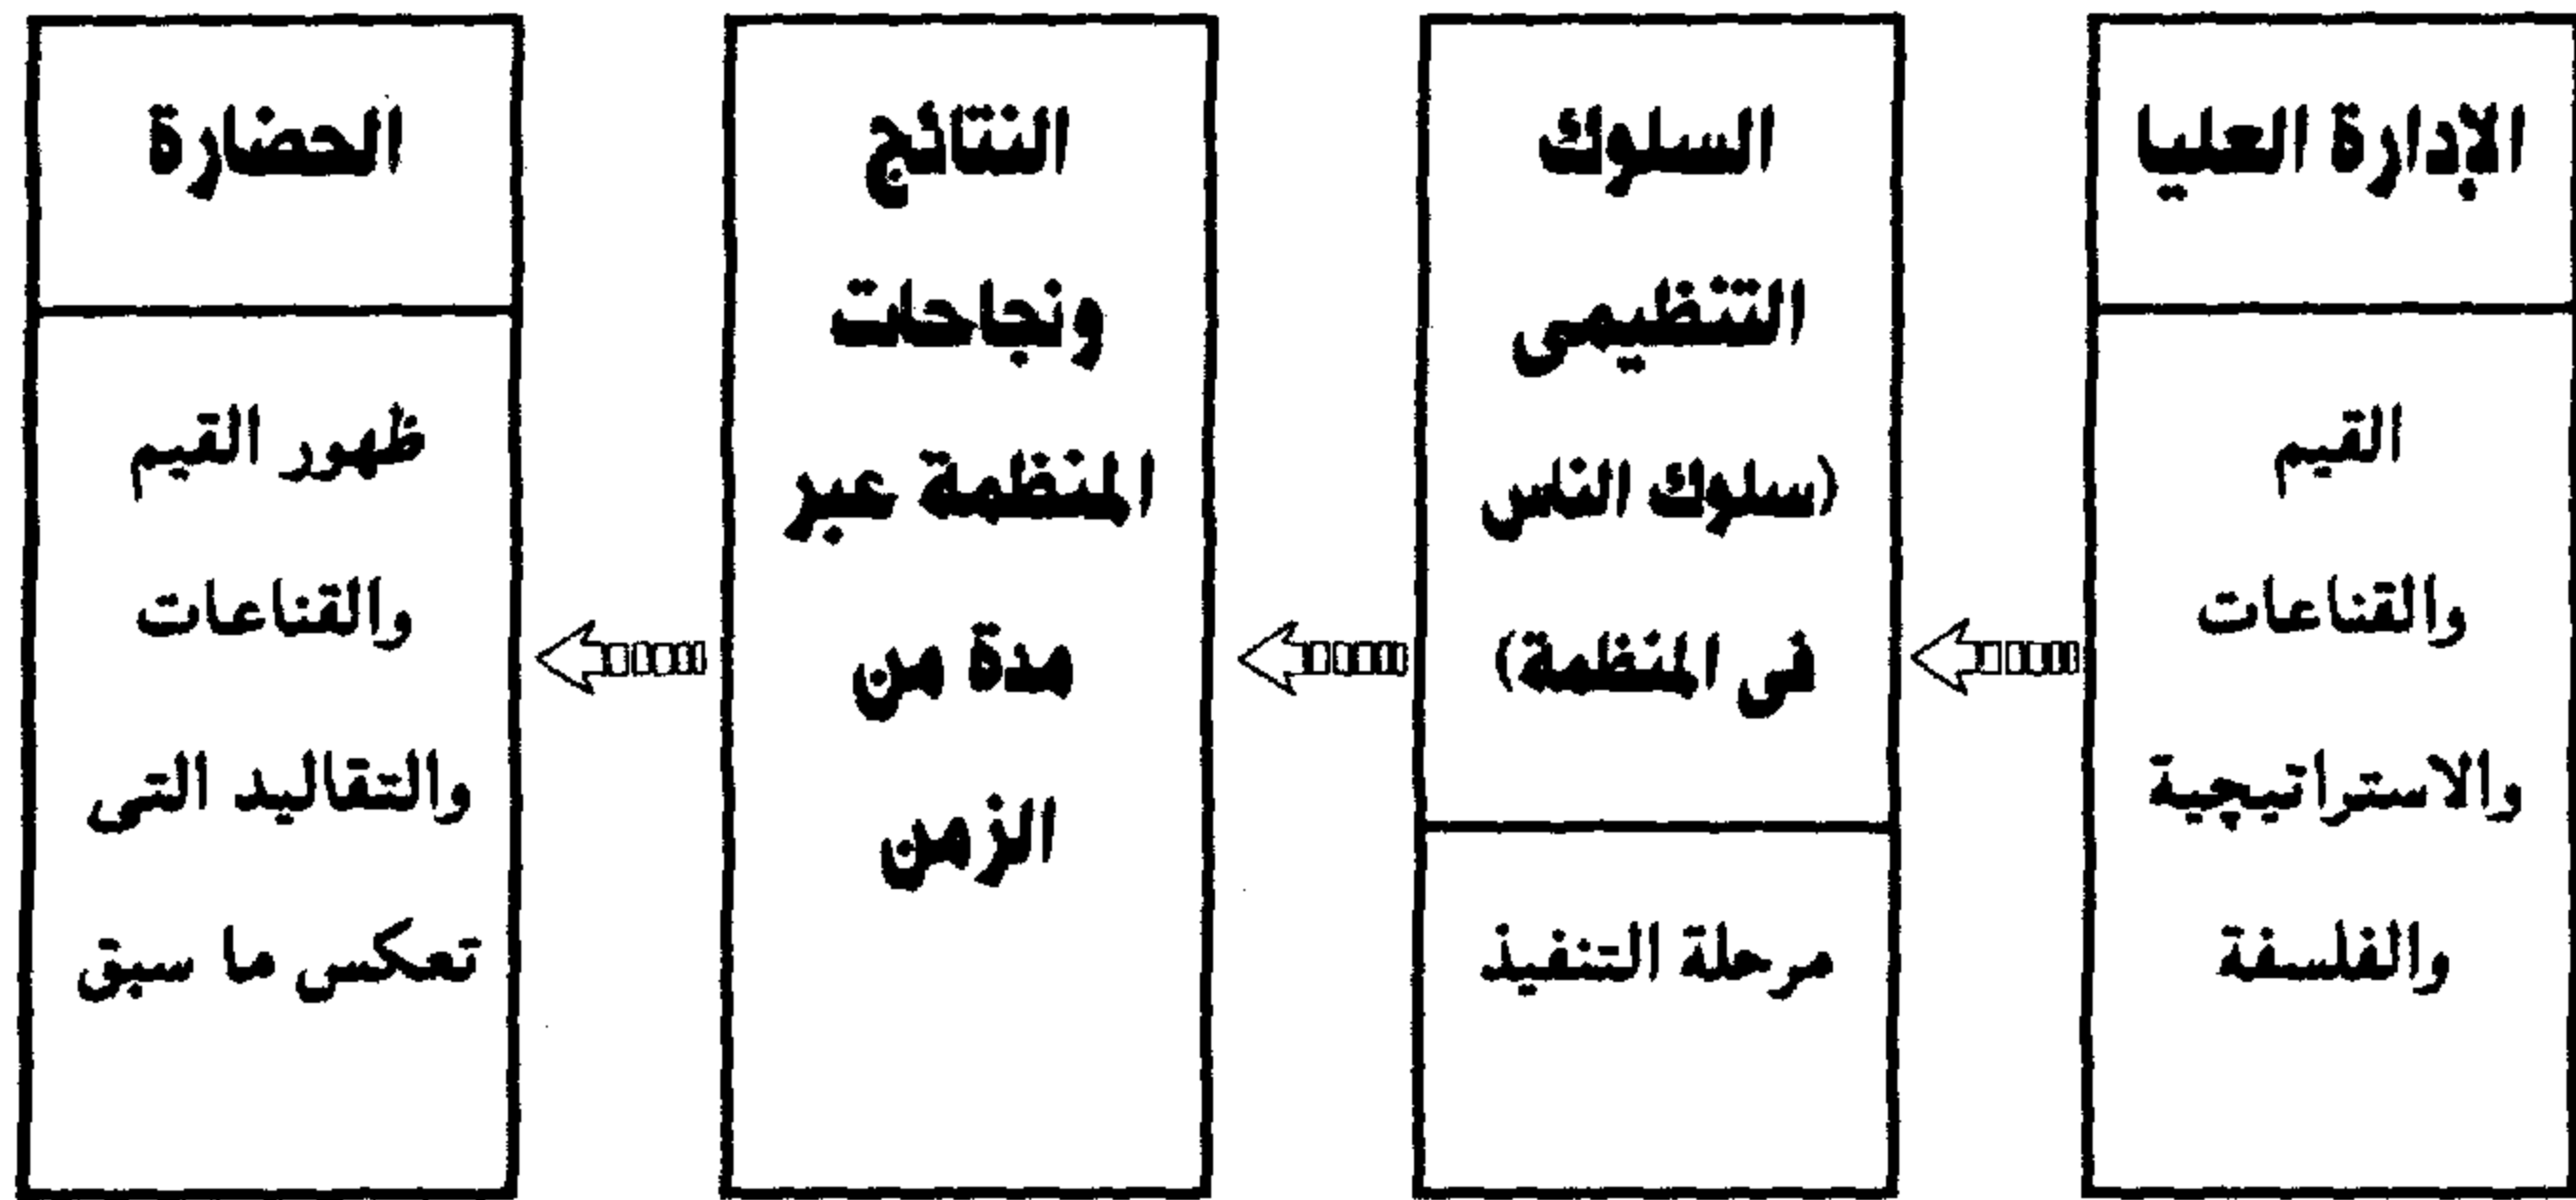 الإدارة العليا
القيم
والقناعات
والاستراتيچية
والفلسفة
السلوك
التنظيمى
(سلوك الناس
فى المنظمة)
مرحلة التنفيذ
النتائج
ونجاحات
المنظمة عبر
مدة من
الزمن
الحضارة
ظهور القيم
والقناعات
والتقاليد التى
تعكس ما سبق